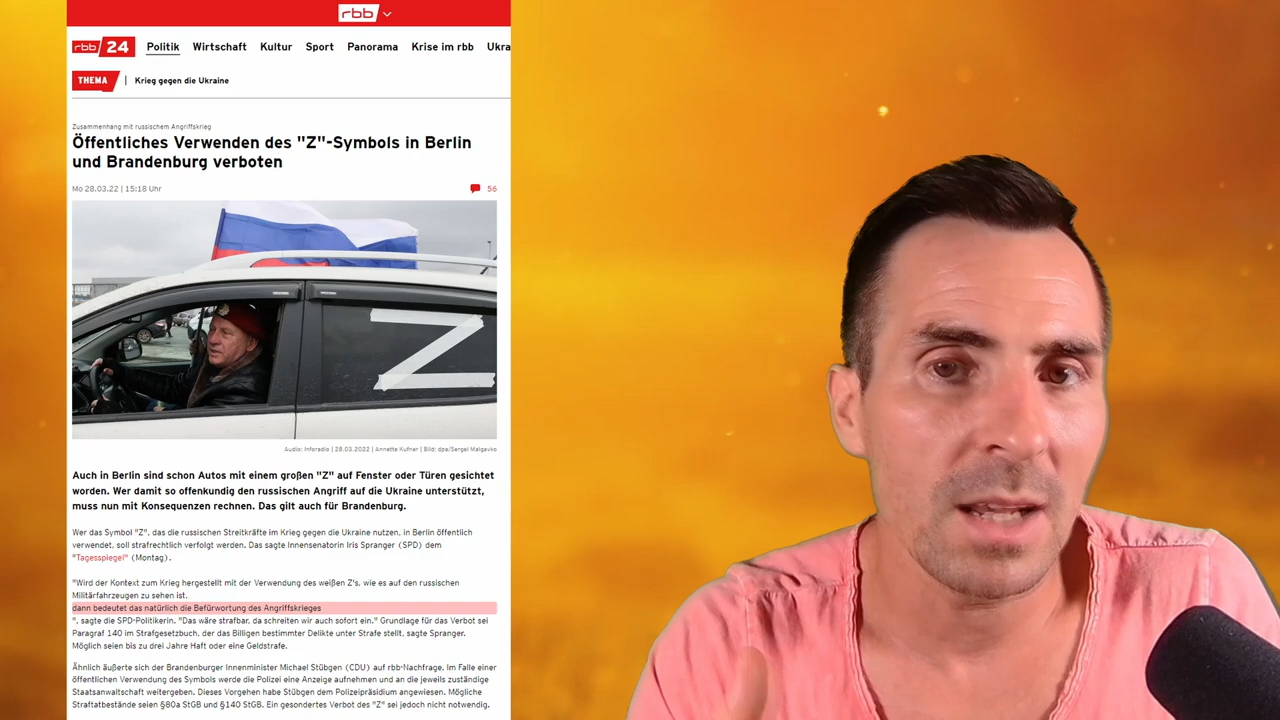 rbb
rbb 24 Politik Wirtschaft Kultur Sport Panorama Krise im rbb Ukra
THEMA | Krieg gegen die Ukraine
Zusammenhang mit russischem Angriffskrieg
Öffentliches Verwenden des "Z"-Symbols in Berlin
und Brandenburg verboten
Mo 28.03.22 | 15:18 Uhr
56
Z
Audio: Inforadio | 28.03.2022 | Annette Kufner | Bild: dpa/Sergei Malgavko
Auch in Berlin sind schon Autos mit einem großen "Z" auf Fenster oder Türen gesichtet
worden. Wer damit so offenkundig den russischen Angriff auf die Ukraine unterstützt,
muss nun mit Konsequenzen rechnen. Das gilt auch für Brandenburg.
Wer das Symbol "Z", das die russischen Streitkräfte im Krieg gegen die Ukraine nutzen, in Berlin öffentlich
verwendet, soll strafrechtlich verfolgt werden. Das sagte Innensenatorin Iris Spranger (SPD) dem
"Tagesspiegel" (Montag).
"Wird der Kontext zum Krieg hergestellt mit der Verwendung des weißen Z's, wie es auf den russischen
Militärfahrzeugen zu sehen ist,
dann bedeutet das natürlich die Befürwortung des Angriffskrieges
", sagte die SPD-Politikerin. "Das wäre strafbar, da schreiten wir auch sofort ein." Grundlage für das Verbot sei
Paragraf 140 im Strafgesetzbuch, der das Billigen bestimmter Delikte unter Strafe stellt, sagte Spranger.
Möglich seien bis zu drei Jahre Haft oder eine Geldstrafe.
Ähnlich äußerte sich der Brandenburger Innenminister Michael Stübgen (CDU) auf rbb-Nachfrage. Im Falle einer
öffentlichen Verwendung des Symbols werde die Polizei eine Anzeige aufnehmen und an die jeweils zuständige
Staatsanwaltschaft weitergeben. Dieses Vorgehen habe Stübgen dem Polizeipräsidium angewiesen. Mögliche
Straftatbestände seien §80a StGB und §140 StGB. Ein gesondertes Verbot des "Z" sei jedoch nicht notwendig.